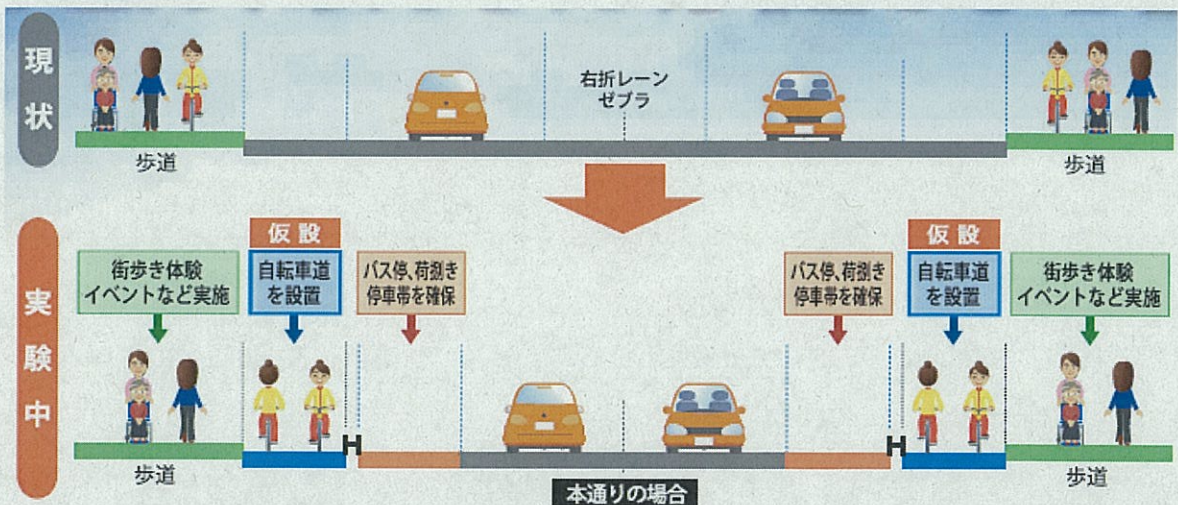 現状
右折レーン
ゼブラ
歩道
歩道
実験中
仮設
仮設
街歩き体験
イベントなど実施
自転車道
を設置
バス停、荷捌き
停車帯を確保
バス停、荷捌き
停車帯を確保
自転車道
を設置
街歩き体験
イベントなど実施
H
H
歩道
歩道
本通りの場合